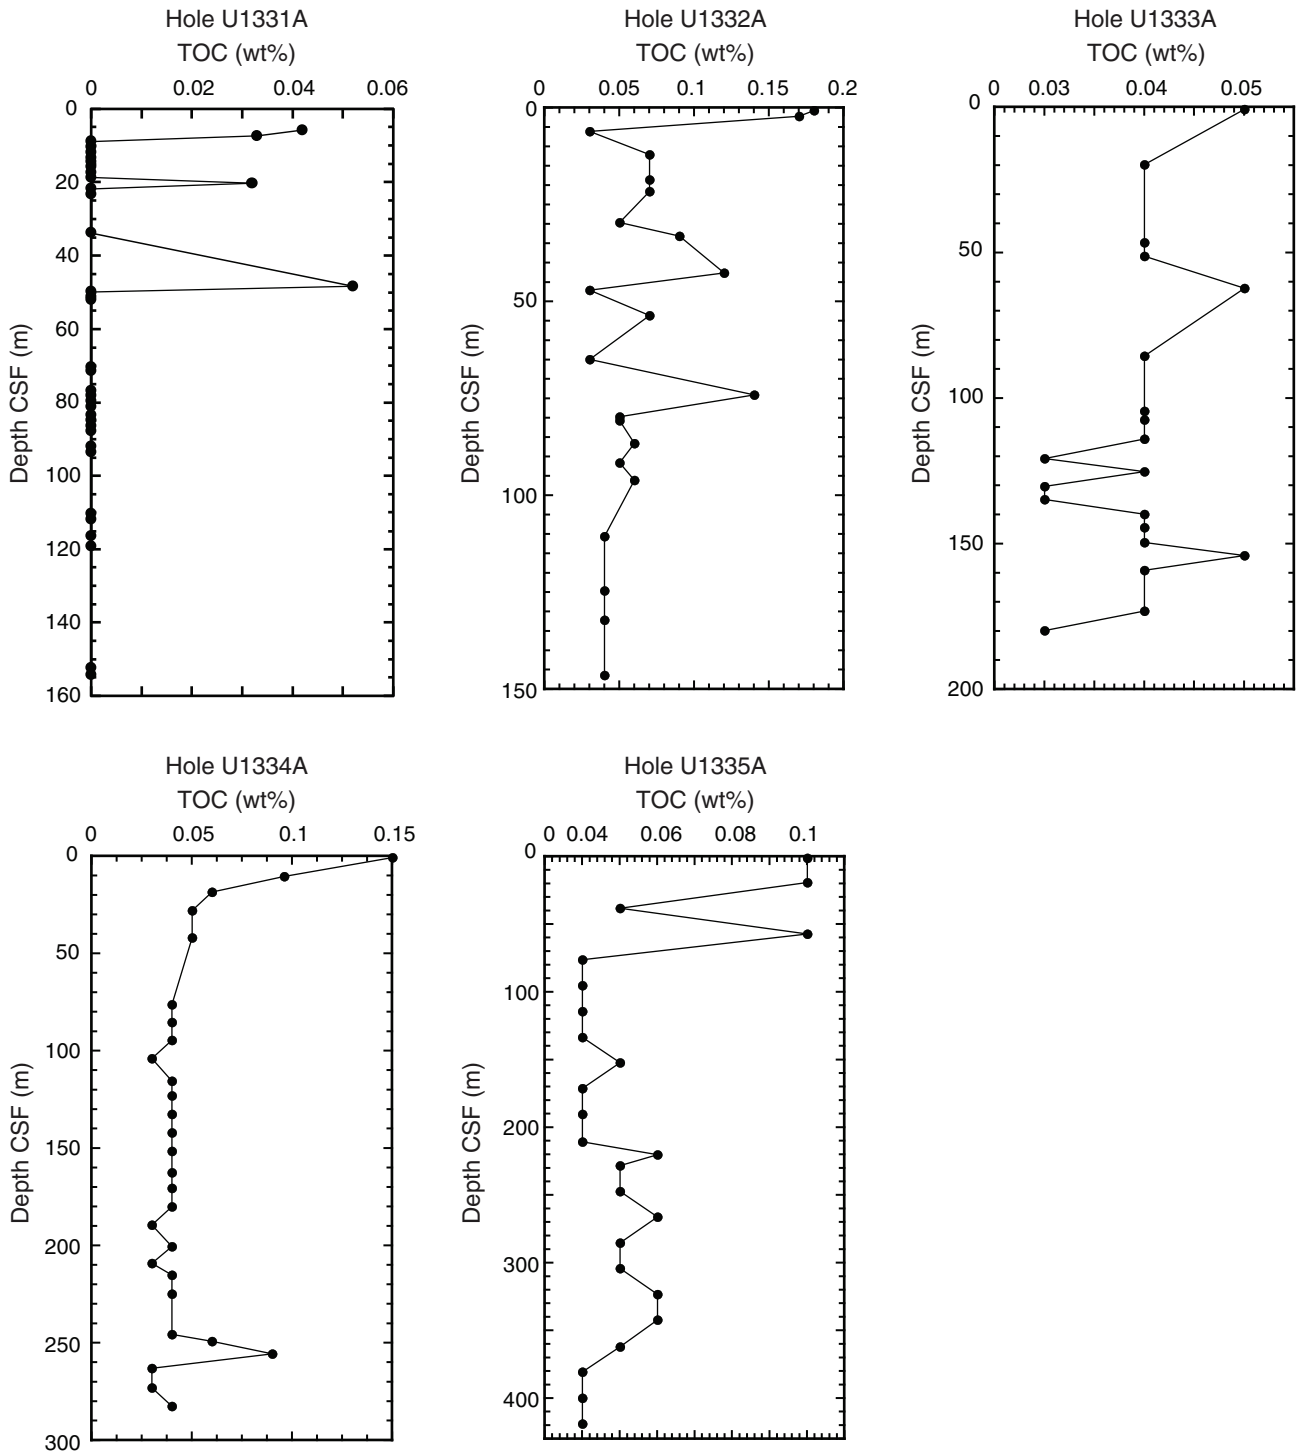 Hole U1331A
TOC (wt%)
0 0.02 0.04 0.06
0
20
40
60
80
100
120
140
160
Depth CSF (m)
Hole U1332A
TOC (wt%)
0 0.05 0.1 0.15 0.2
0
50
100
150
Depth CSF (m)
Hole U1333A
TOC (wt%)
0 0.03 0.04 0.05
0
50
100
150
200
Depth CSF (m)
Hole U1334A
TOC (wt%)
0 0.05 0.1 0.15
0
50
100
150
200
250
300
Depth CSF (m)
Hole U1335A
TOC (wt%)
0 0.04 0.06 0.08 0.1
0
100
200
300
400
Depth CSF (m)